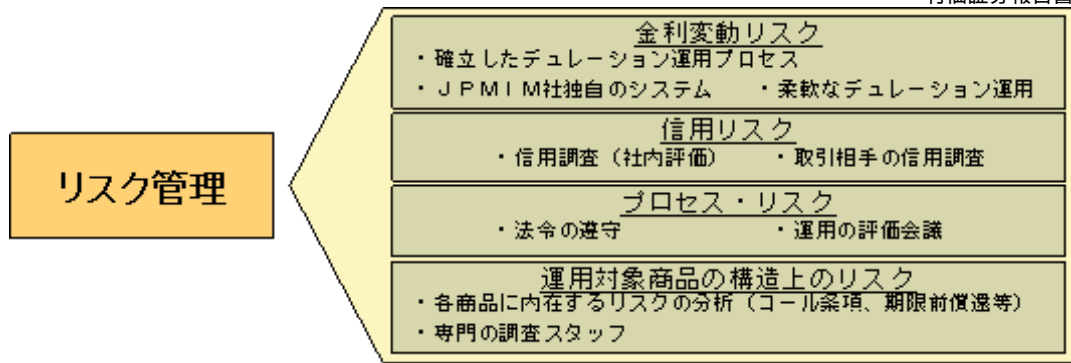 リスク管理
金利変動リスク
・確立したデュレーション運用プロセス
・ＪＰＭＩＭ社独自のシステム　・柔軟なデュレーション運用
信用リスク
・信用調査（社内評価）　・取引相手の信用調査
プロセス・リスク
・法令の遵守　・運用の評価会議
運用対象商品の構造上のリスク
・各商品に内在するリスクの分析（コール条項、期限前償還等）
・専門の調査スタッフ